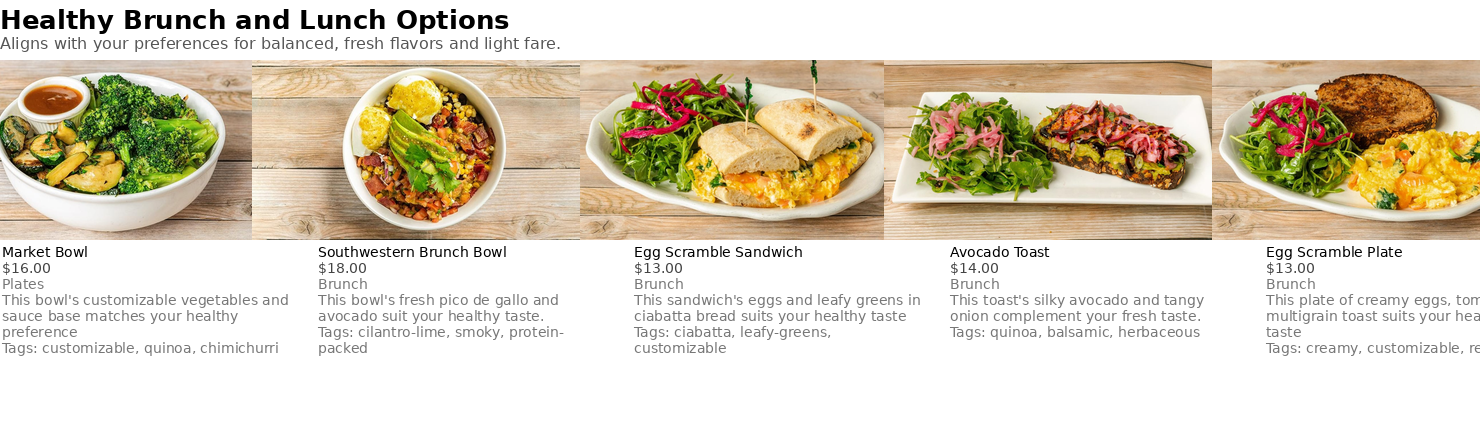 Healthy Brunch and Lunch Options
Aligns with your preferences for balanced, fresh flavors and light fare.
Market Bowl
$16.00
Plates
This bowl's customizable vegetables and
sauce base matches your healthy
preference
Tags: customizable, quinoa, chimichurri
Southwestern Brunch Bowl
$18.00
Brunch
This bowl's fresh pico de gallo and
avocado suit your healthy taste.
Tags: cilantro-lime, smoky, protein-
packed
Egg Scramble Sandwich
$13.00
Brunch
This sandwich's eggs and leafy greens in
ciabatta bread suits your healthy taste
Tags: ciabatta, leafy-greens,
customizable
Avocado Toast
$14.00
Brunch
This toast's silky avocado and tangy
onion complement your fresh taste.
Tags: quinoa, balsamic, herbaceous
Egg Scramble Plate
$13.00
Brunch
This plate of creamy eggs,
multigrain toast suits your
taste
Tags: creamy, customizable,